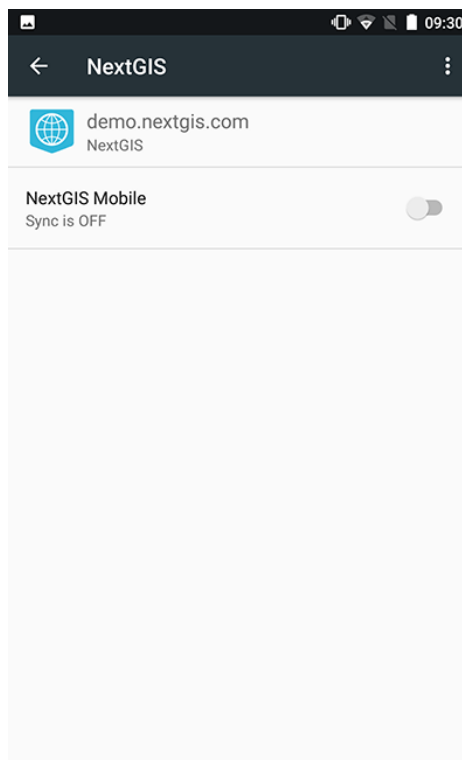 09:30
NextGIS
demo.nextgis.com
NextGIS
NextGIS Mobile
Sync is OFF